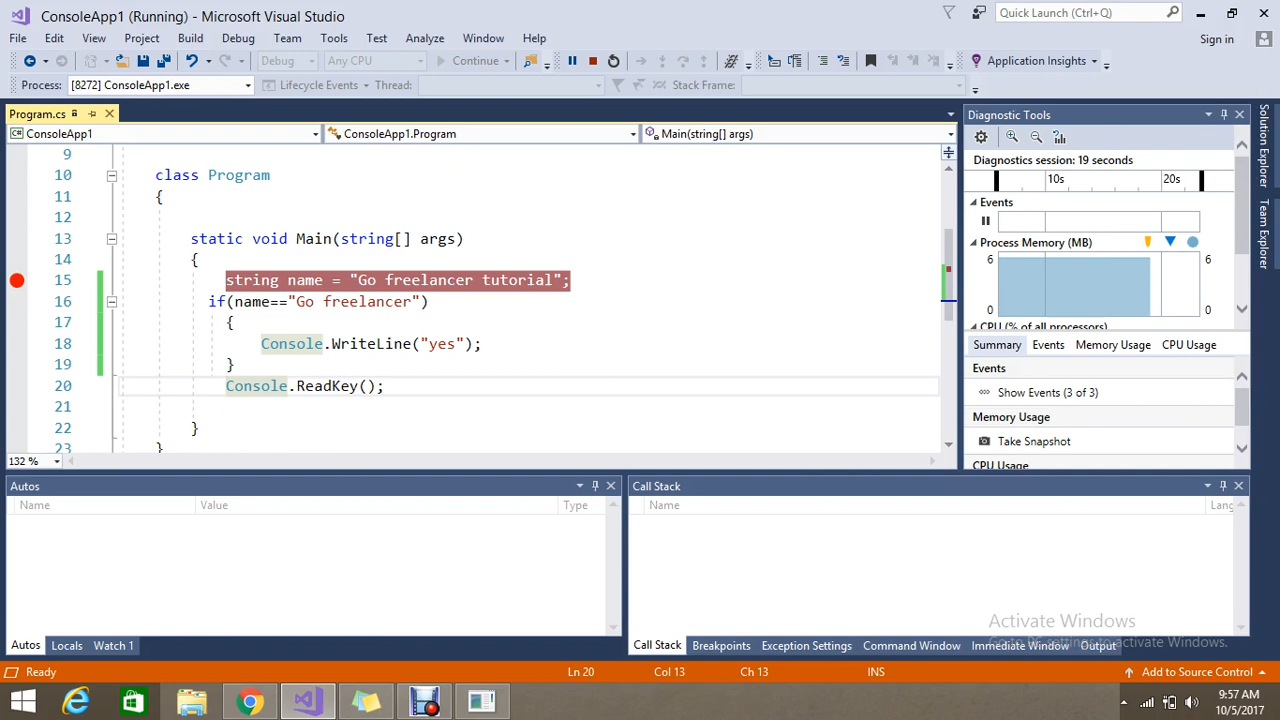 ConsoleApp1 (Running) - Microsoft Visual Studio
Quick Launch (Ctrl+Q)
File Edit View Project Build Debug Team Tools Test Analyze Window Help
Sign in
Debug Any CPU Continue Application Insights
Process: [8272] ConsoleApp1.exe Lifecycle Events Thread: Stack Frame:
Program.cs
ConsoleApp1 ConsoleApp1.Program Main(string[] args)
9
10 class Program
11 {
12
13 static void Main(string[] args)
14 {
15 string name = "Go freelancer tutorial";
16 if(name=="Go freelancer")
17 {
18 Console.WriteLine("yes");
19 }
20 Console.ReadKey();
21
22 }
23 }
132 %
Diagnostic Tools
Diagnostics session: 19 seconds
10s 20s
Events
Process Memory (MB)
6 6
0 0
CPU (% of all processors)
Summary Events Memory Usage CPU Usage
Events
Show Events (3 of 3)
Memory Usage
Take Snapshot
CPU Usage
Solution Explorer
Team Explorer
Autos
Name Value Type
Autos Locals Watch 1
Call Stack
Name Lang
Call Stack Breakpoints Exception Settings Command Window Immediate Window Output
Activate Windows
Go to PC settings to activate Windows.
Ready Ln 20 Col 13 Ch 13 INS Add to Source Control
9:57 AM
10/5/2017